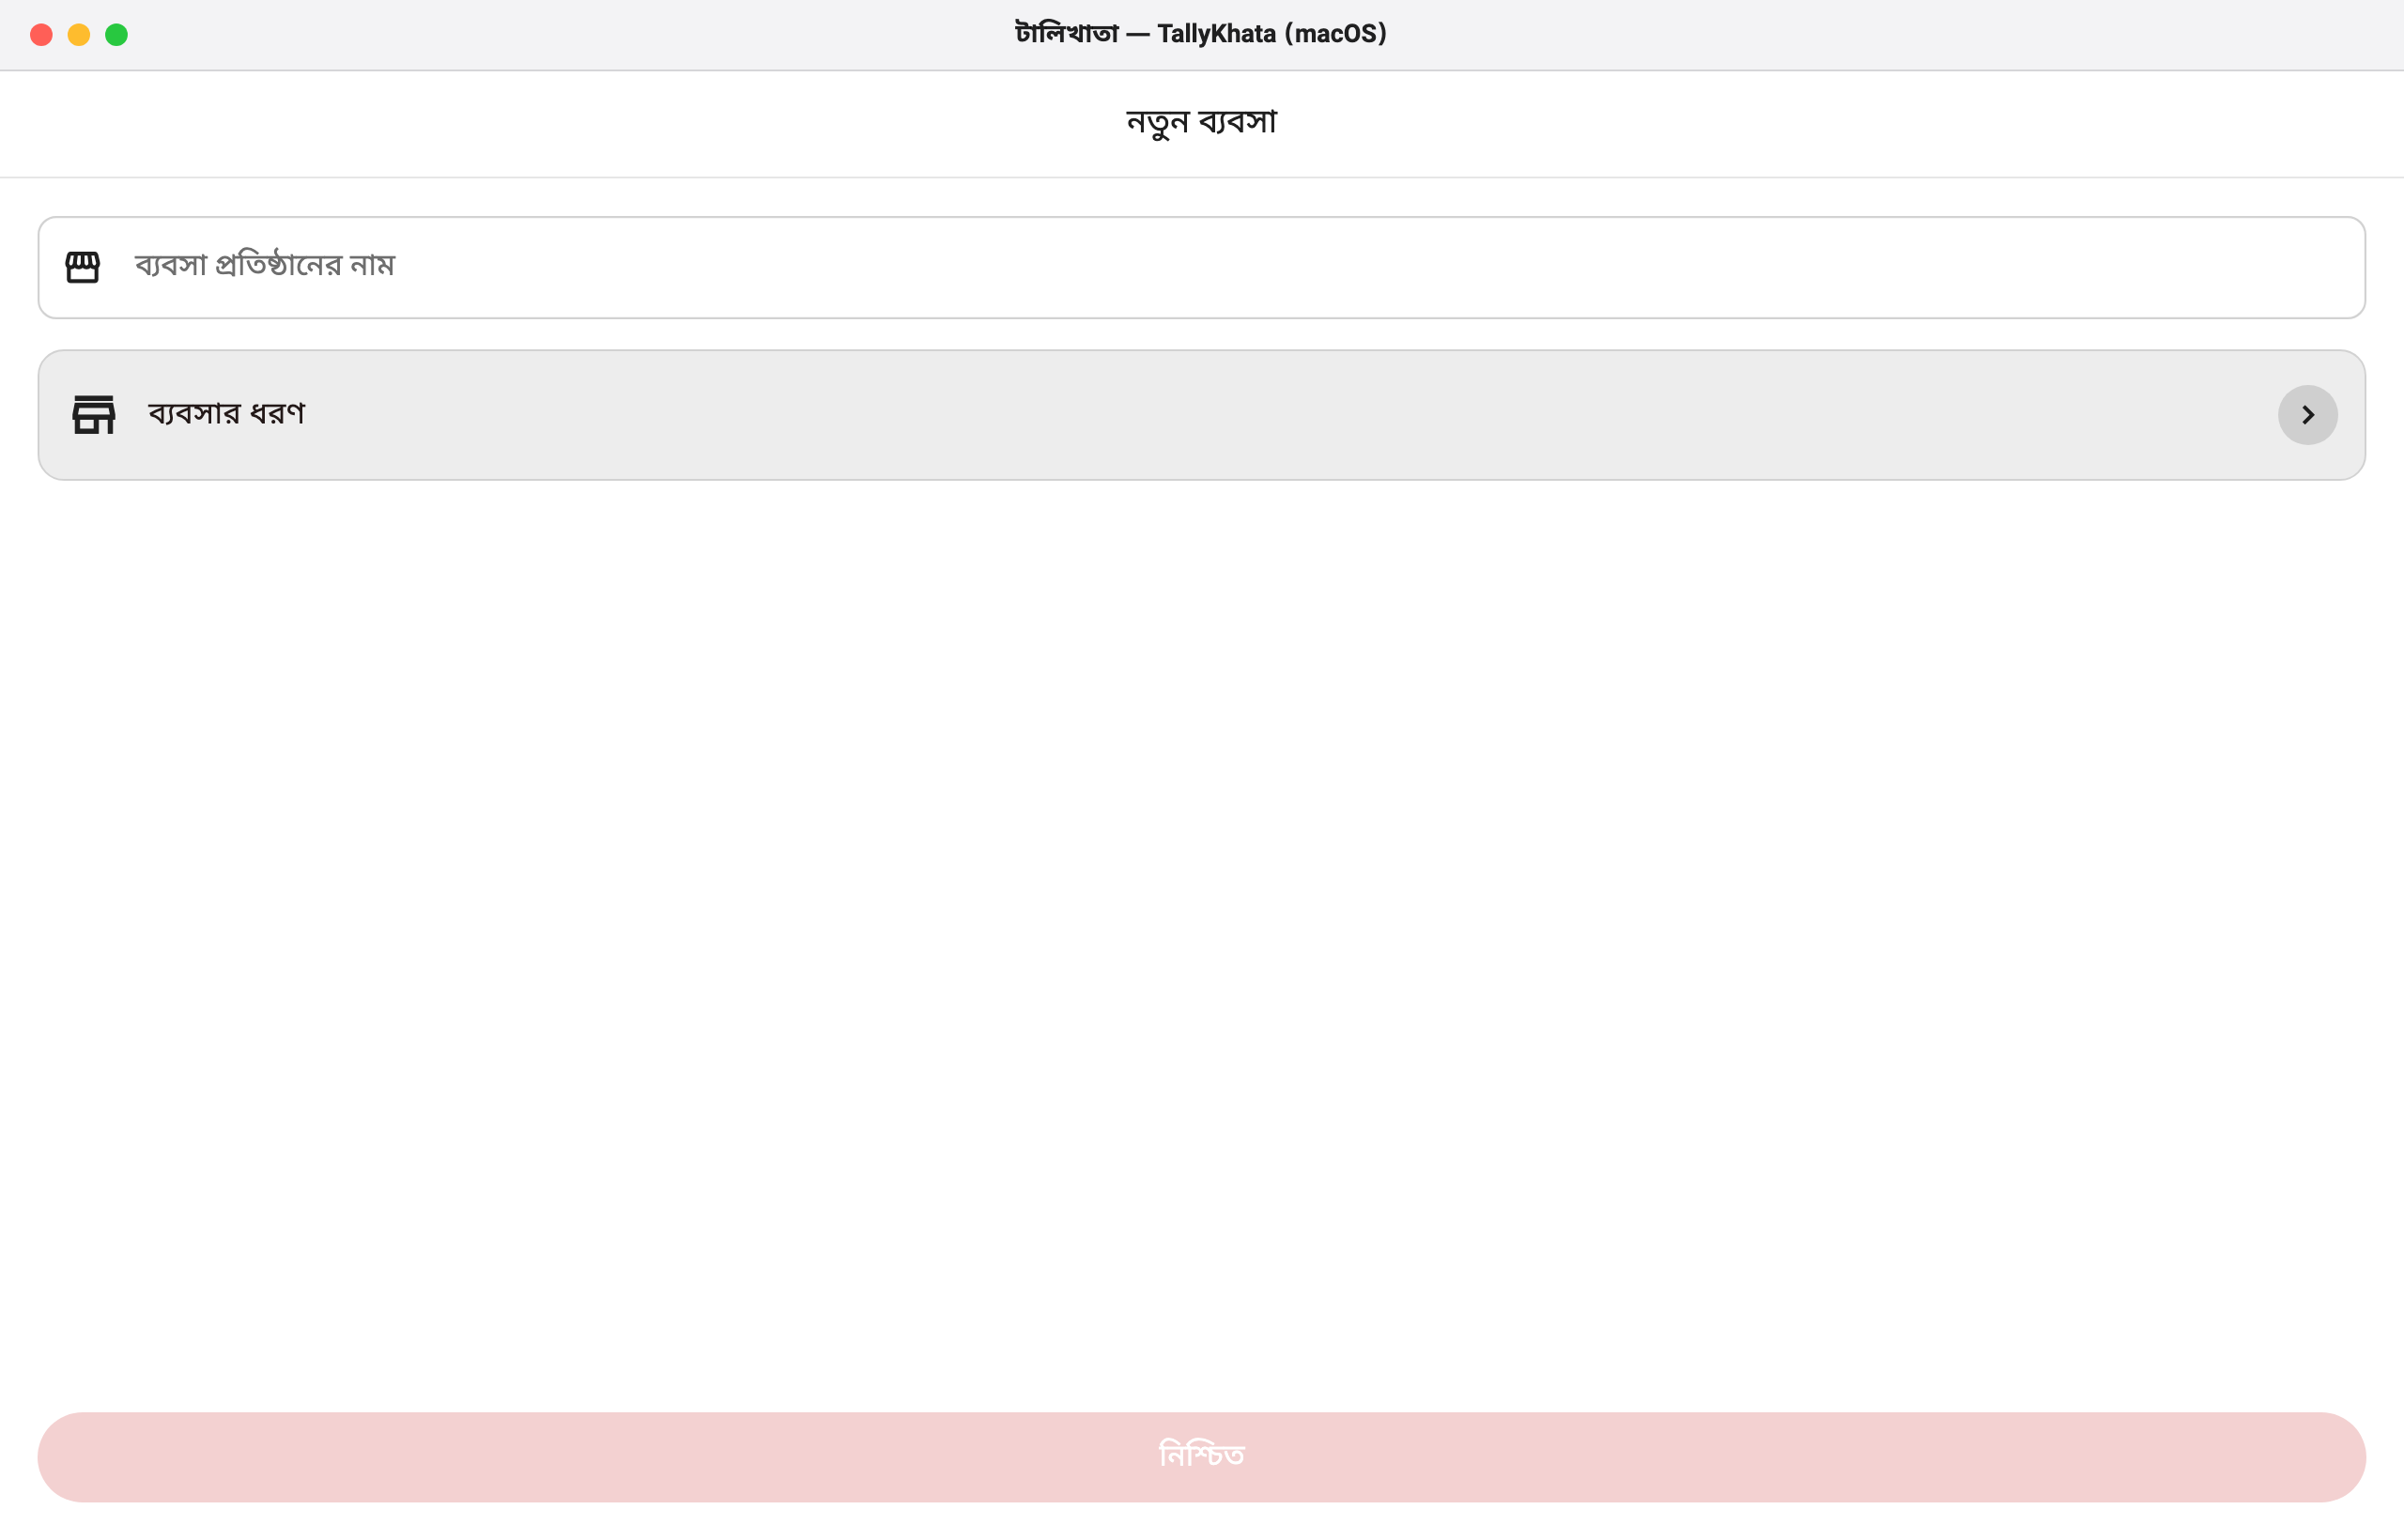 টালিখাতা — TallyKhata (macOS)
নতুন ব্যবসা
ব্যবসা প্রতিষ্ঠানের নাম
ব্যবসার ধরণ
নিশ্চিত